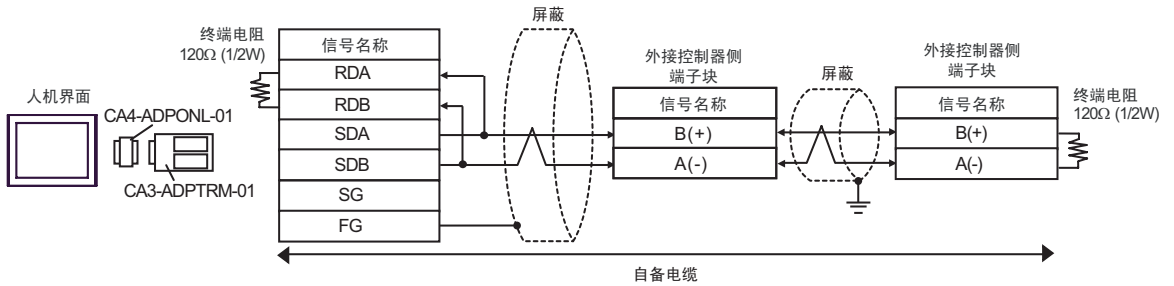 人机界面
CA4-ADPONL-01
CA3-ADPTRM-01
终端电阻
120Ω (1/2W)
信号名称
RDA
RDB
SDA
SDB
SG
FG
屏蔽
外接控制器侧
端子块
信号名称
B(+)
A(-)
屏蔽
外接控制器侧
端子块
信号名称
B(+)
A(-)
终端电阻
120Ω (1/2W)
自备电缆